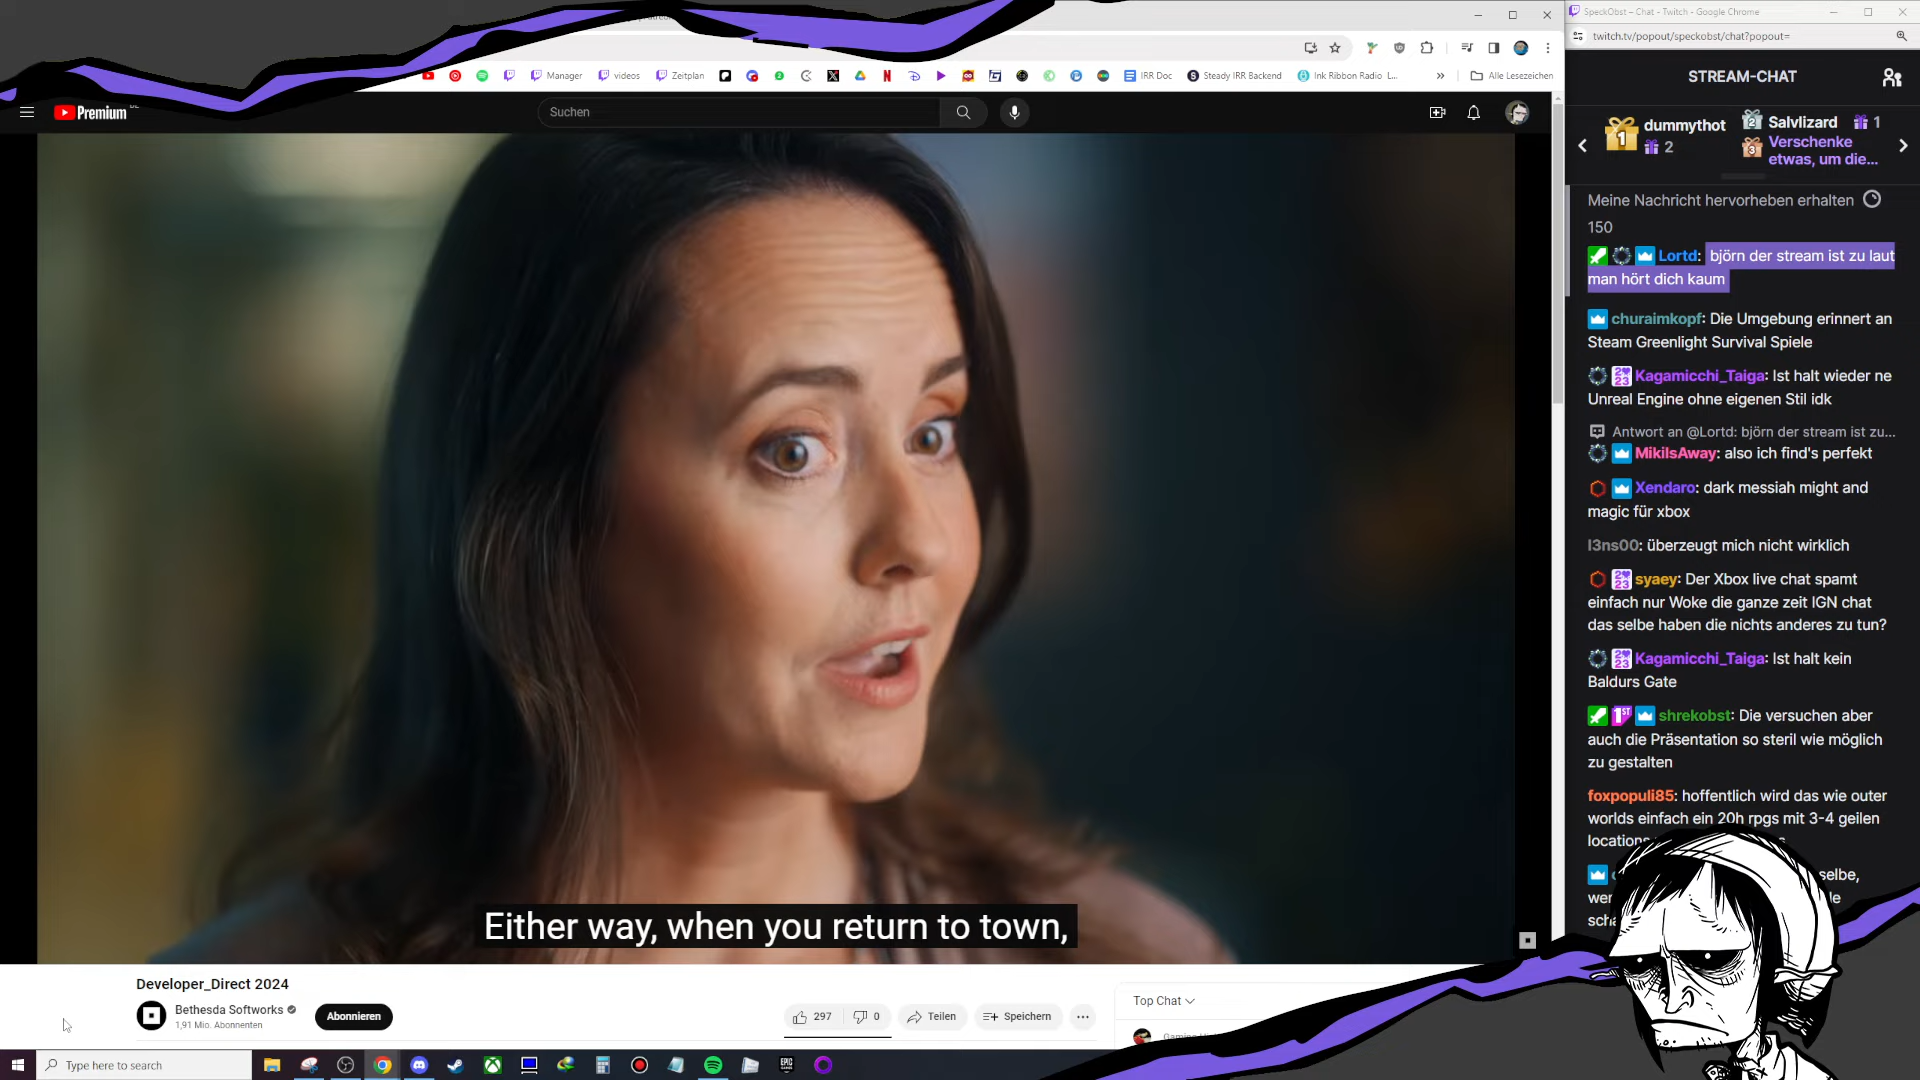 SpeckObst – Chat - Twitch - Google Chrome
twitch.tv/popout/speckobst/chat?popout=
Manager
videos
Zeitplan
IRR Doc
Steady IRR Backend
Ink Ribbon Radio L...
Alle Lesezeichen
STREAM-CHAT
Premium
Suchen
1 dummythot
2
2 Salvlizard 1
3 Verschenke
etwas, um die...
Meine Nachricht hervorheben erhalten
150
Lortd: björn der stream ist zu laut
man hört dich kaum
churaimkopf: Die Umgebung erinnert an
Steam Greenlight Survival Spiele
Kagamicchi_Taiga: Ist halt wieder ne
Unreal Engine ohne eigenen Stil idk
Antwort an @Lortd: björn der stream ist zu...
MikilsAway: also ich find's perfekt
Xendaro: dark messiah might and
magic für xbox
l3ns00: überzeugt mich nicht wirklich
syaey: Der Xbox live chat spamt
einfach nur Woke die ganze zeit IGN chat
das selbe haben die nichts anderes zu tun?
Kagamicchi_Taiga: Ist halt kein
Baldurs Gate
shrekobst: Die versuchen aber
auch die Präsentation so steril wie möglich
zu gestalten
foxpopuli85: hoffentlich wird das wie outer
worlds einfach ein 20h rpgs mit 3-4 geilen
locations
selbe,
Either way, when you return to town,
Developer_Direct 2024
Bethesda Softworks
1,91 Mio. Abonnenten
Abonnieren
297
0
Teilen
Speichern
Top Chat
Type here to search